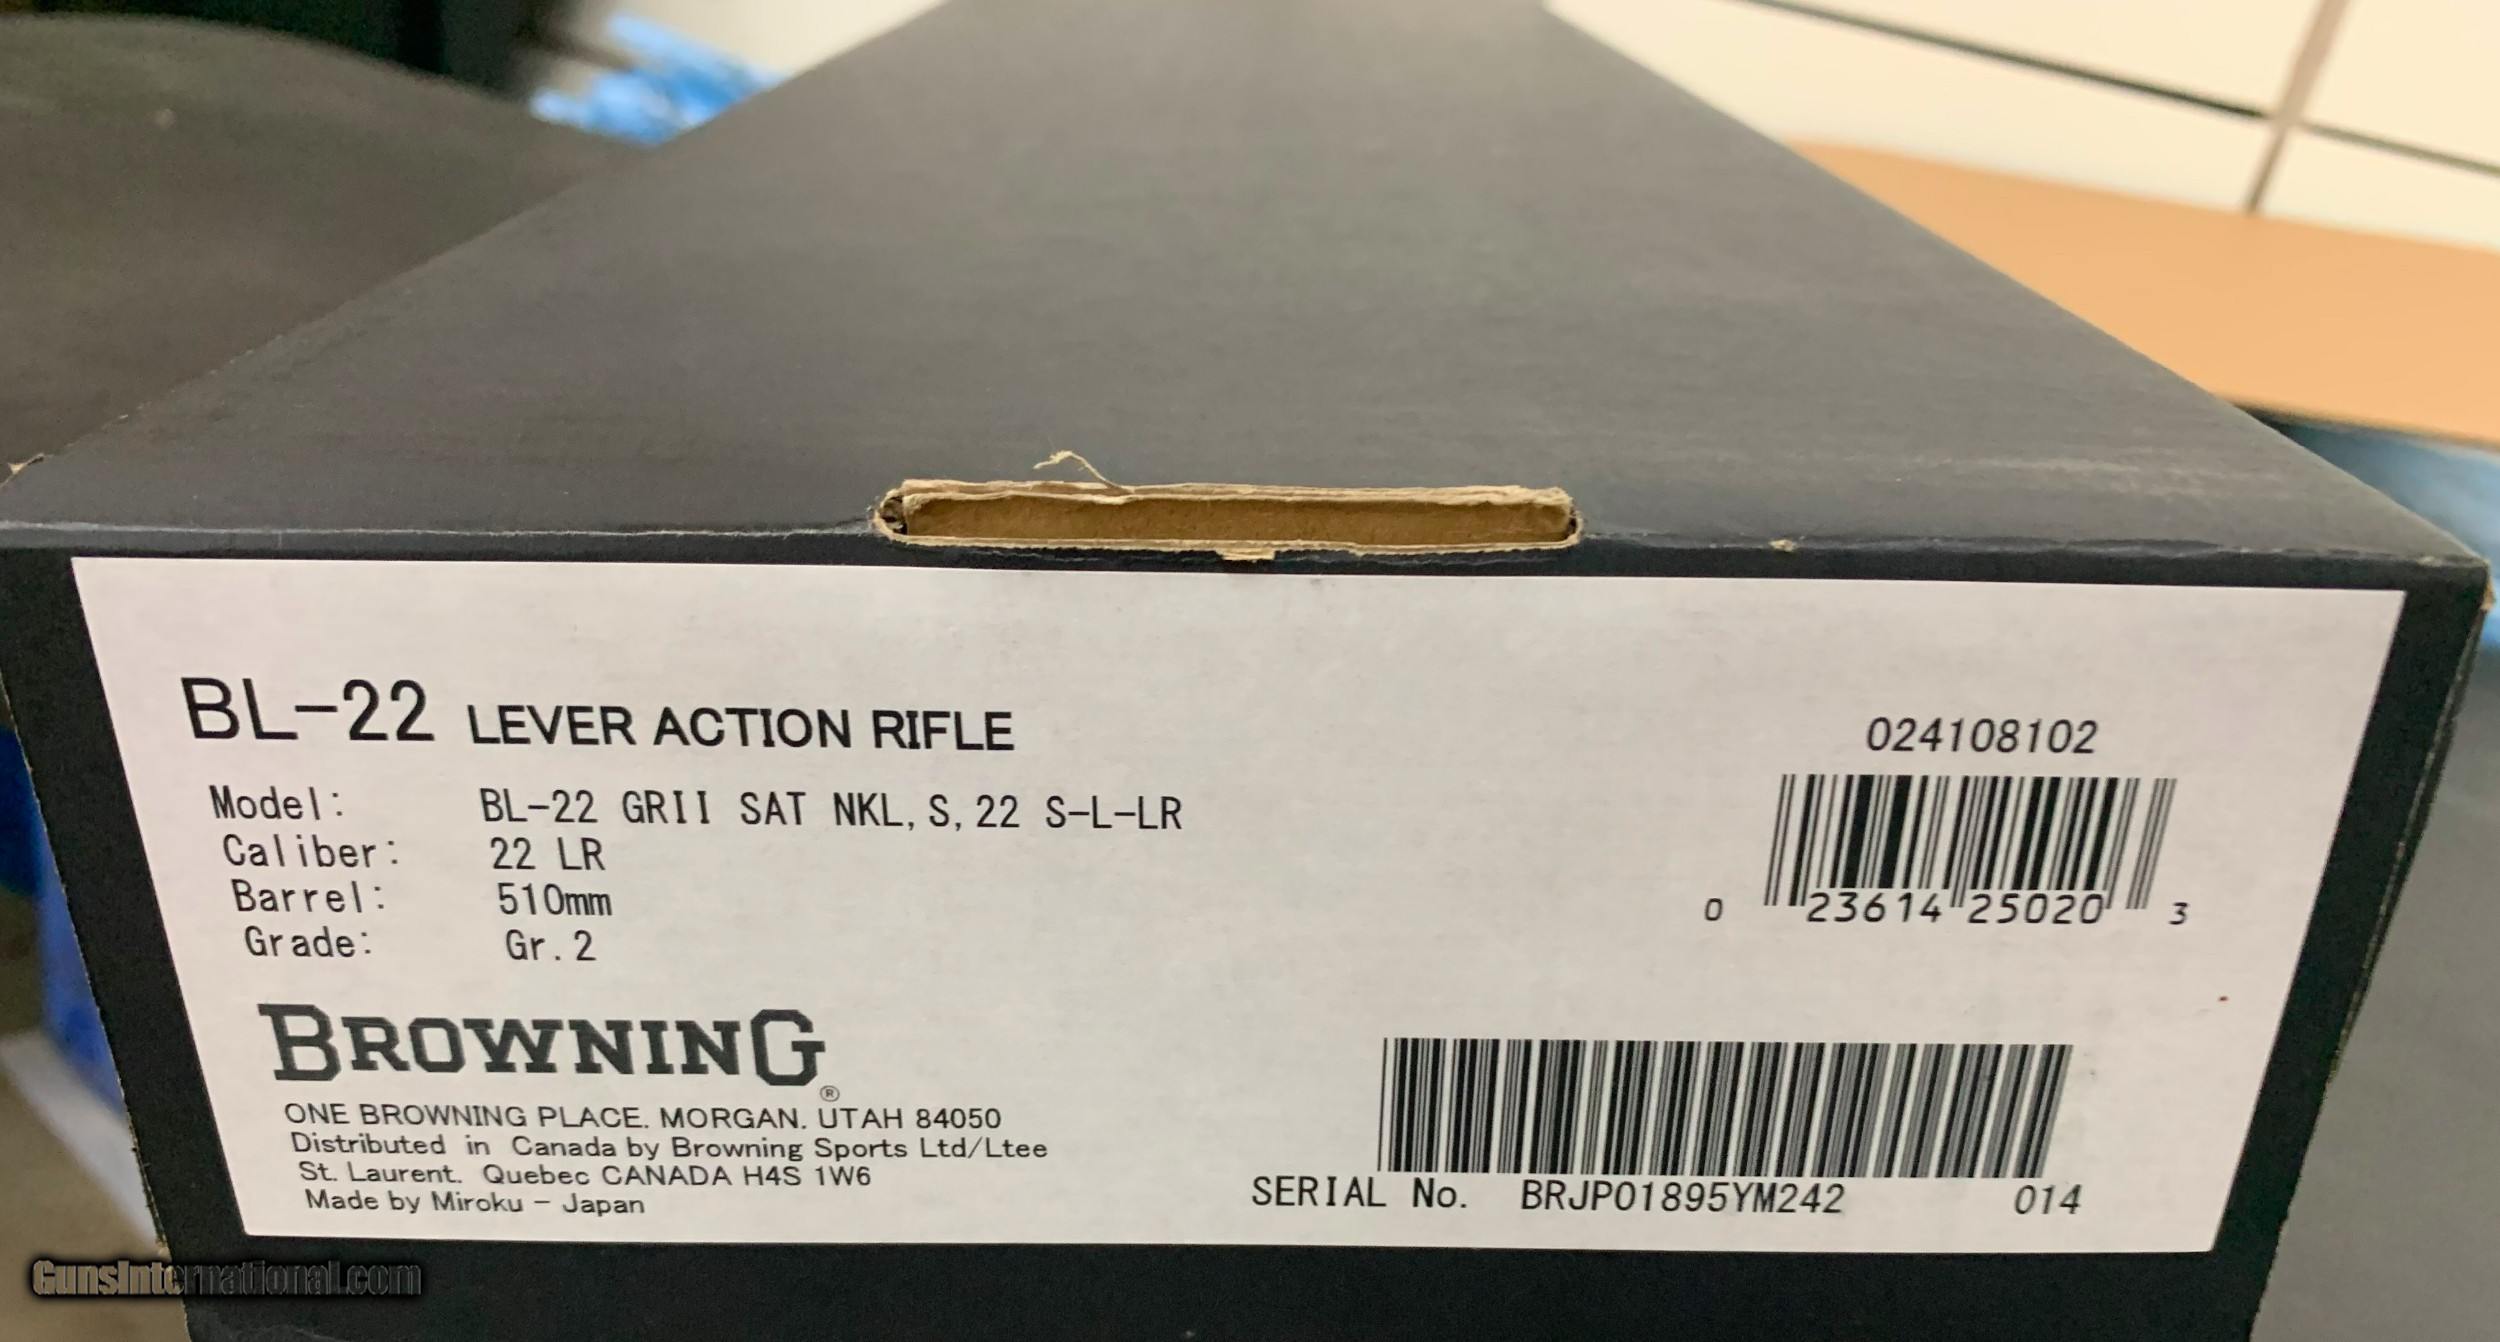 BL-22 LEVER ACTION RIFLE
Model: BL-22 GRII SAT NKL, S, 22 S-L-LR
Caliber: 22 LR
Barrel: 510mm
Grade: Gr. 2
BROWNING®
ONE BROWNING PLACE. MORGAN. UTAH 84050
Distributed in Canada by Browning Sports Ltd/Ltee
St. Laurent. Quebec CANADA H4S 1W6
Made by Miroku - Japan
024108102
0 23614 25020 3
SERIAL No. BRJP01895YM242 014
GunsInternational.com